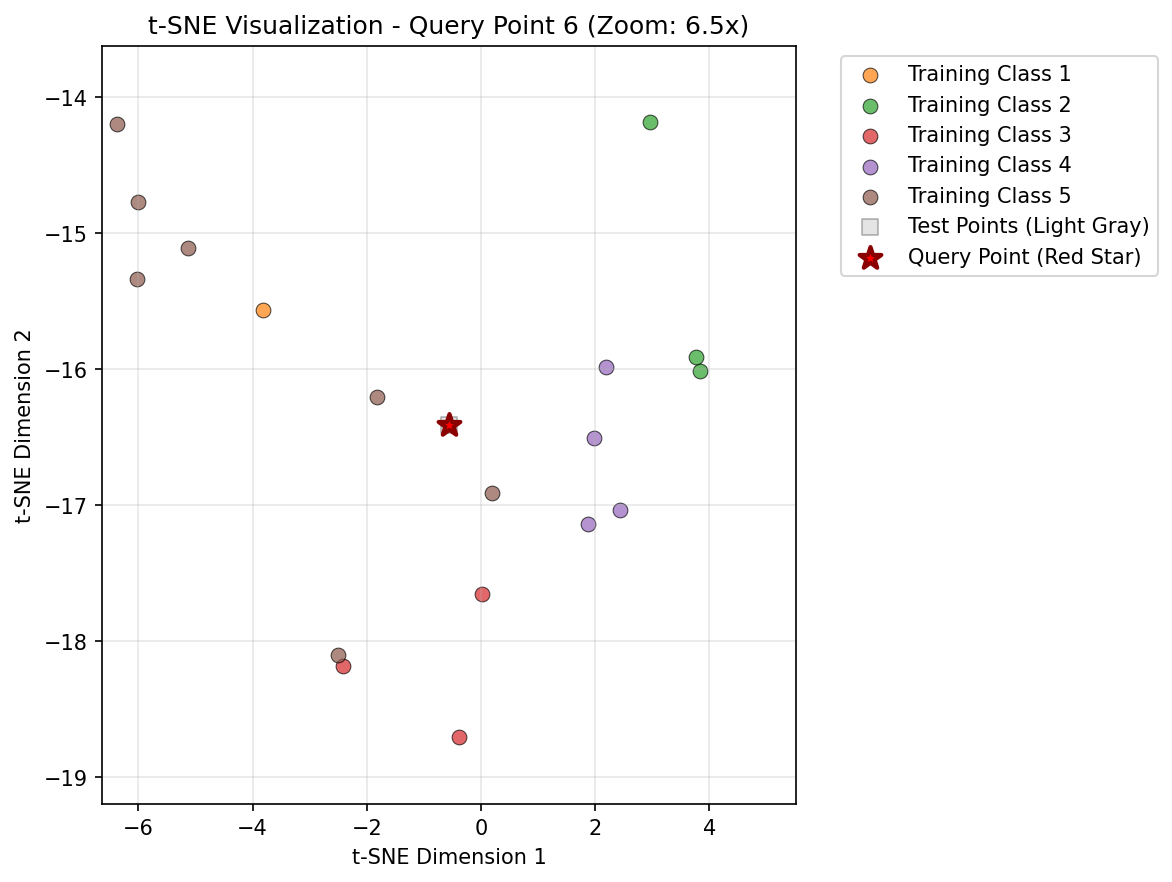 t-SNE Visualization - Query Point 6 (Zoom: 6.5x)
Training Class 1
Training Class 2
Training Class 3
Training Class 4
Training Class 5
Test Points (Light Gray)
Query Point (Red Star)
t-SNE Dimension 2
−14
−15
−16
−17
−18
−19
−6
−4
−2
0
2
4
t-SNE Dimension 1